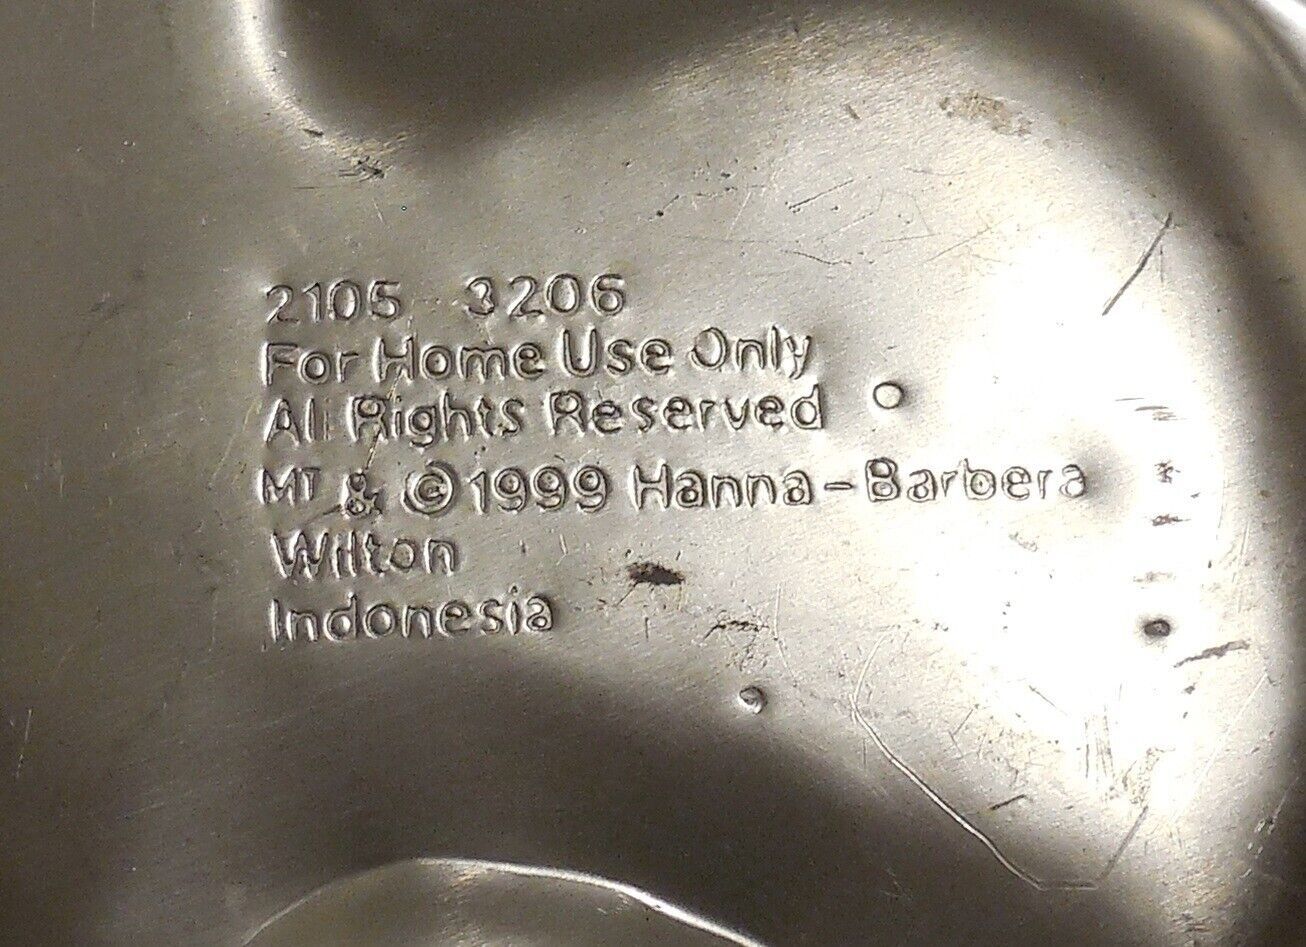 2105 3206
For Home Use Only
All Rights Reserved
MT & © 1999 Hanna-Barbera
Wilton
Indonesia